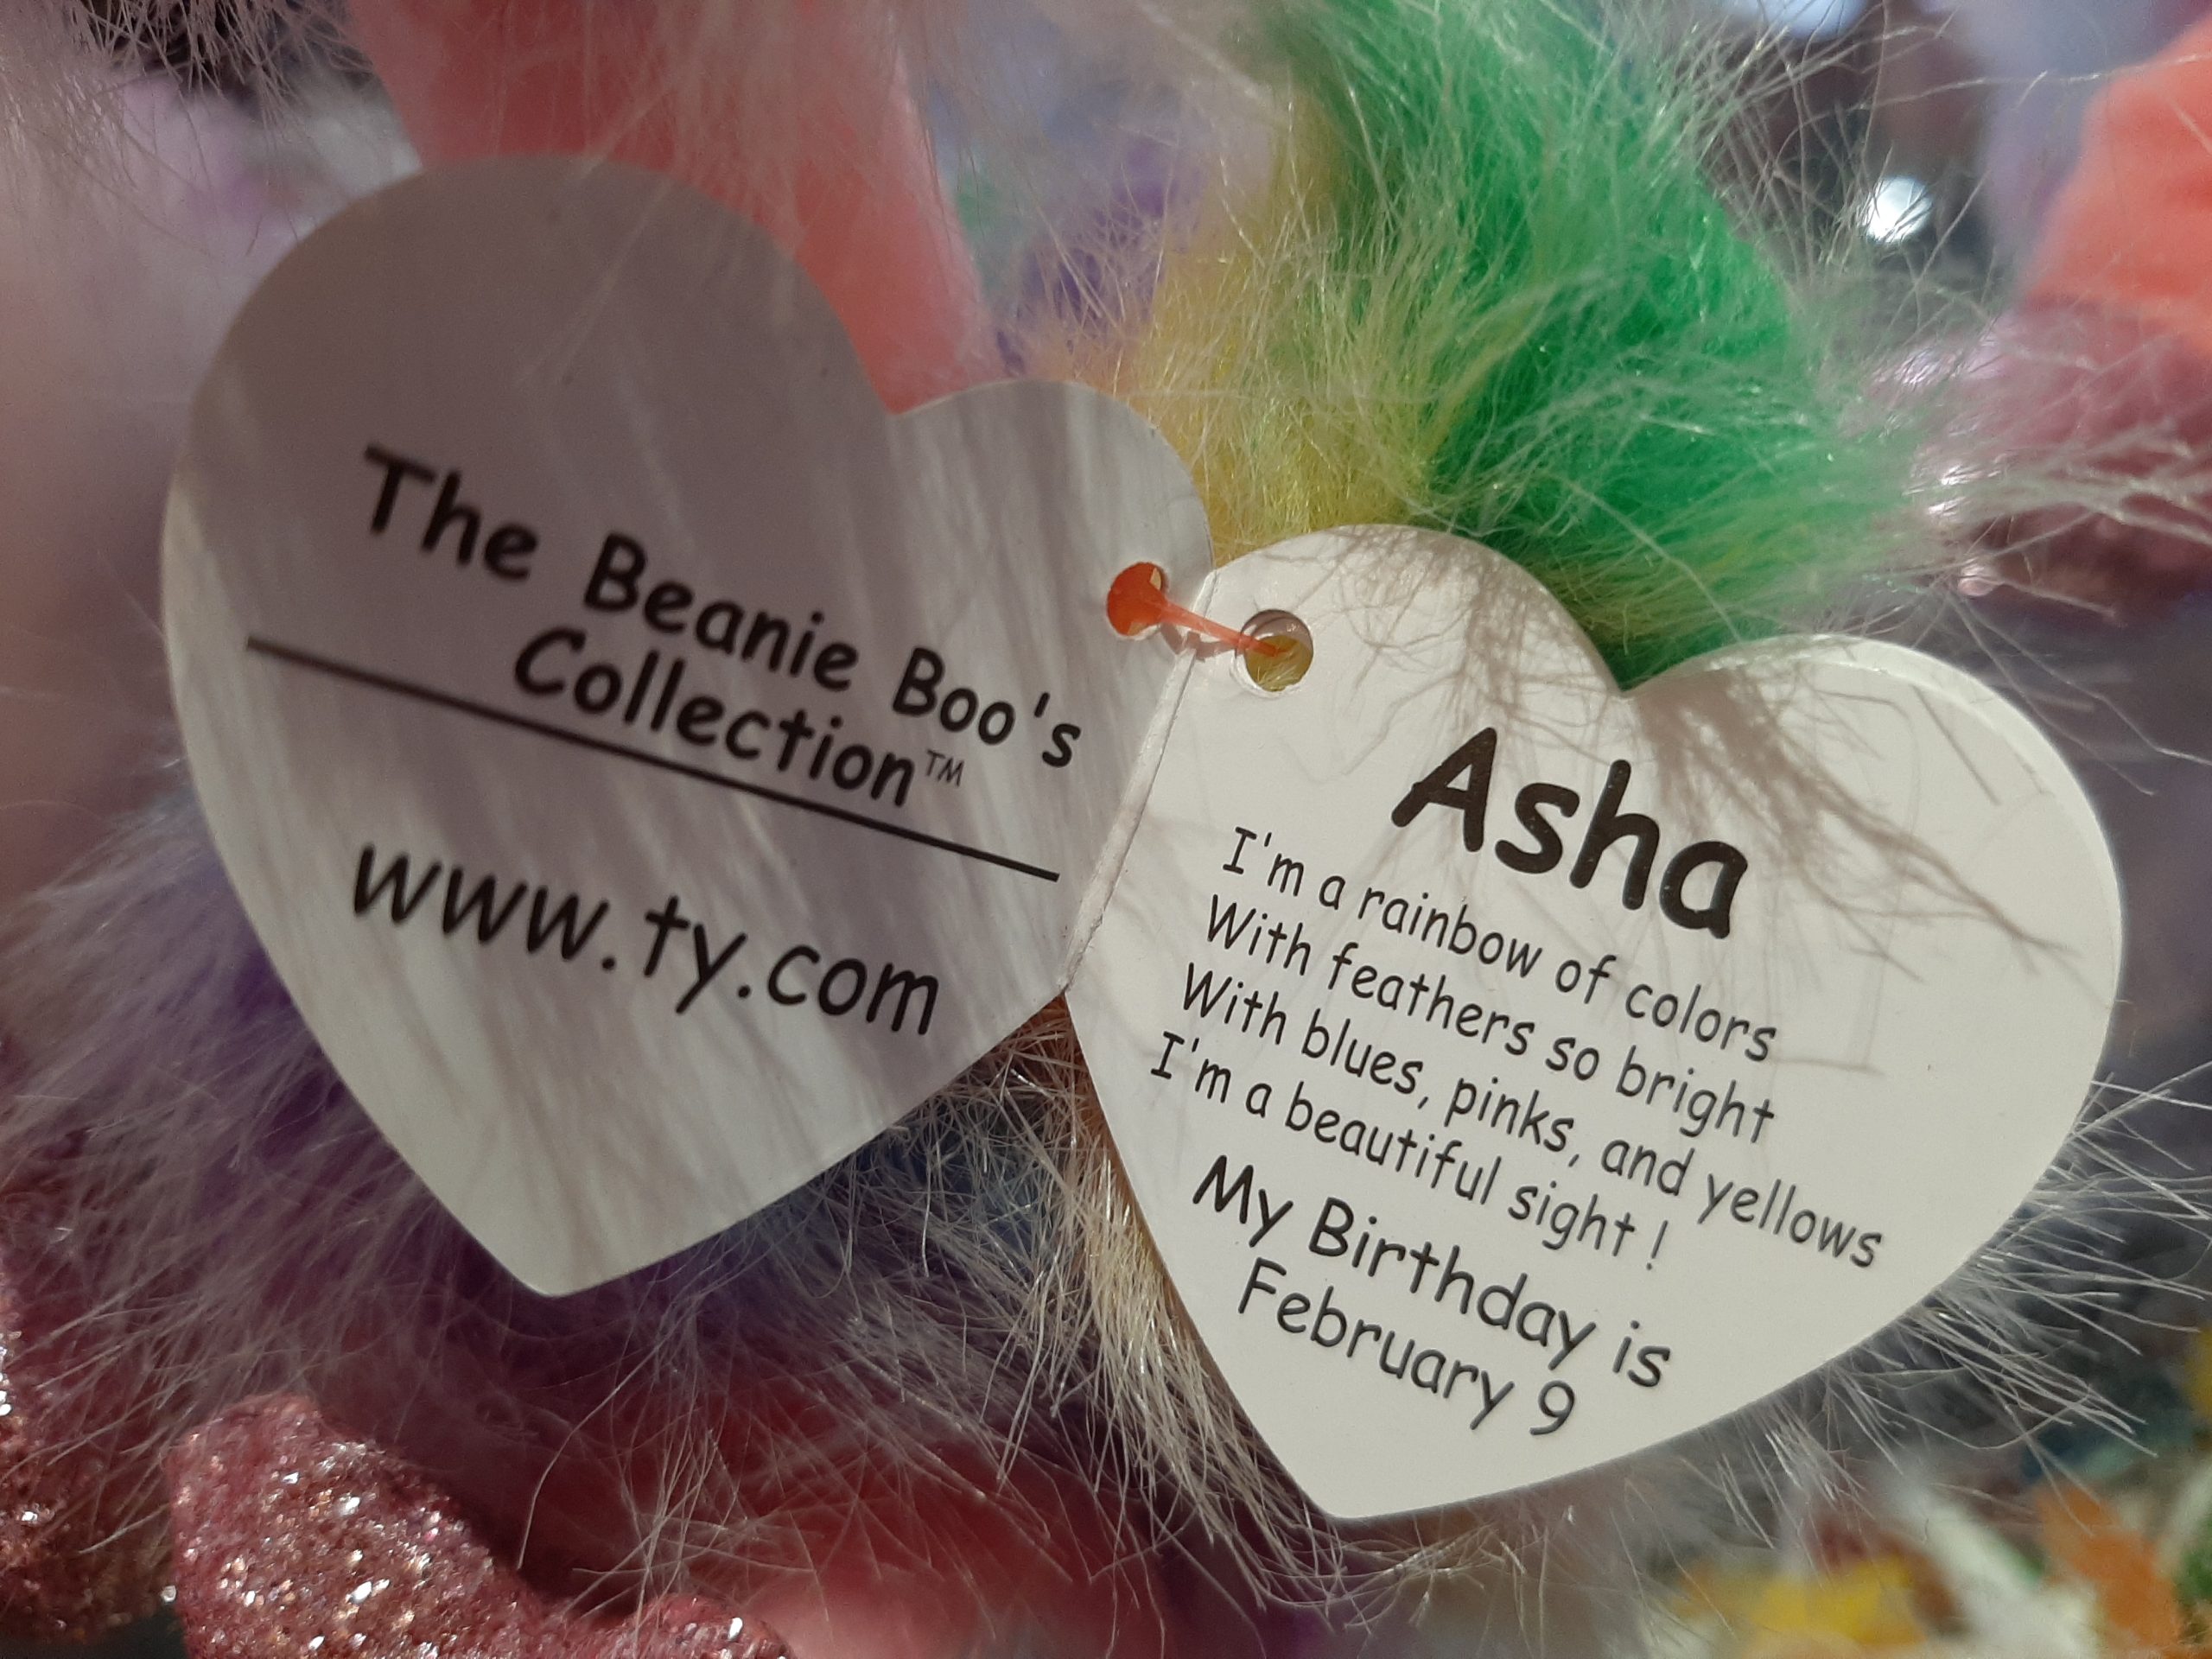 The Beanie Boo's
Collection™
www.ty.com
Asha
I'm a rainbow of colors
With feathers so bright
With blues, pinks, and yellows
I'm a beautiful sight !
My Birthday is
February 9